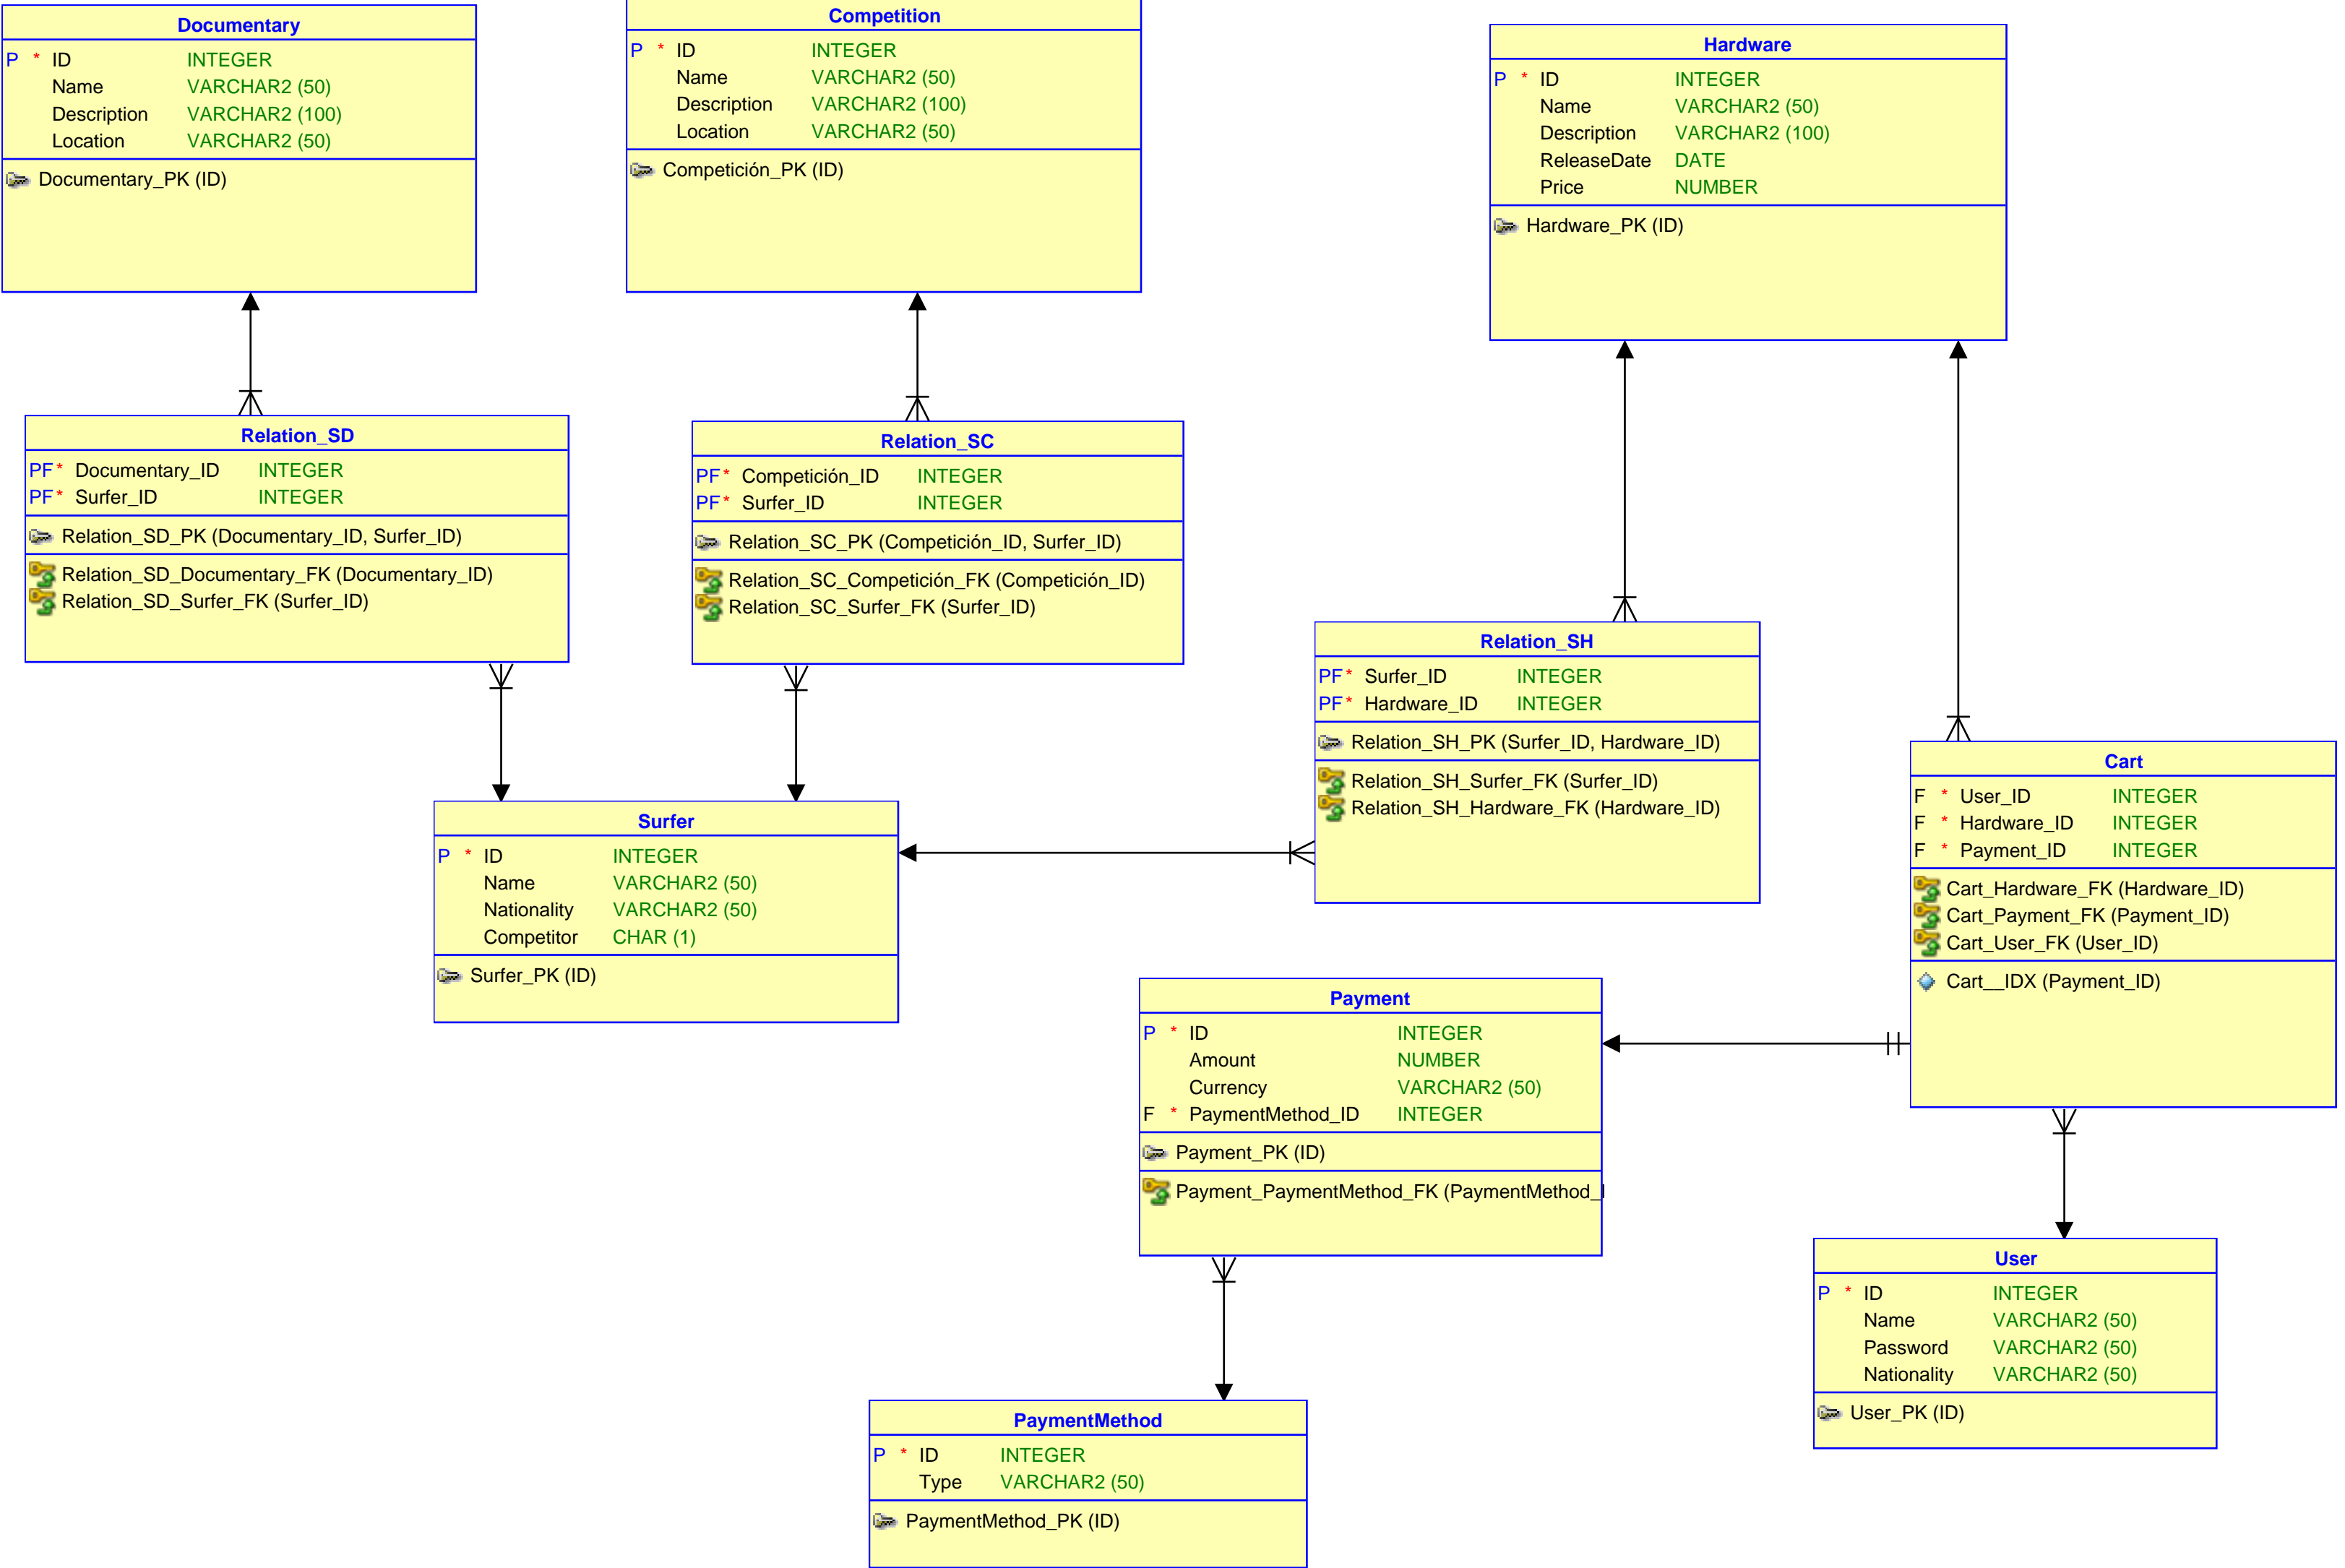 Documentary
P * ID INTEGER
Name VARCHAR2 (50)
Description VARCHAR2 (100)
Location VARCHAR2 (50)
Documentary_PK (ID)
Competition
P * ID INTEGER
Name VARCHAR2 (50)
Description VARCHAR2 (100)
Location VARCHAR2 (50)
Competición_PK (ID)
Hardware
P * ID INTEGER
Name VARCHAR2 (50)
Description VARCHAR2 (100)
ReleaseDate DATE
Price NUMBER
Hardware_PK (ID)
Relation_SD
PF* Documentary_ID INTEGER
PF* Surfer_ID INTEGER
Relation_SD_PK (Documentary_ID, Surfer_ID)
Relation_SD_Documentary_FK (Documentary_ID)
Relation_SD_Surfer_FK (Surfer_ID)
Relation_SC
PF* Competición_ID INTEGER
PF* Surfer_ID INTEGER
Relation_SC_PK (Competición_ID, Surfer_ID)
Relation_SC_Competición_FK (Competición_ID)
Relation_SC_Surfer_FK (Surfer_ID)
Relation_SH
PF* Surfer_ID INTEGER
PF* Hardware_ID INTEGER
Relation_SH_PK (Surfer_ID, Hardware_ID)
Relation_SH_Surfer_FK (Surfer_ID)
Relation_SH_Hardware_FK (Hardware_ID)
Cart
F * User_ID INTEGER
F * Hardware_ID INTEGER
F * Payment_ID INTEGER
Cart_Hardware_FK (Hardware_ID)
Cart_Payment_FK (Payment_ID)
Cart_User_FK (User_ID)
Cart__IDX (Payment_ID)
Surfer
P * ID INTEGER
Name VARCHAR2 (50)
Nationality VARCHAR2 (50)
Competitor CHAR (1)
Surfer_PK (ID)
Payment
P * ID INTEGER
Amount NUMBER
Currency VARCHAR2 (50)
F * PaymentMethod_ID INTEGER
Payment_PK (ID)
Payment_PaymentMethod_FK (PaymentMethod_I
User
P * ID INTEGER
Name VARCHAR2 (50)
Password VARCHAR2 (50)
Nationality VARCHAR2 (50)
User_PK (ID)
PaymentMethod
P * ID INTEGER
Type VARCHAR2 (50)
PaymentMethod_PK (ID)